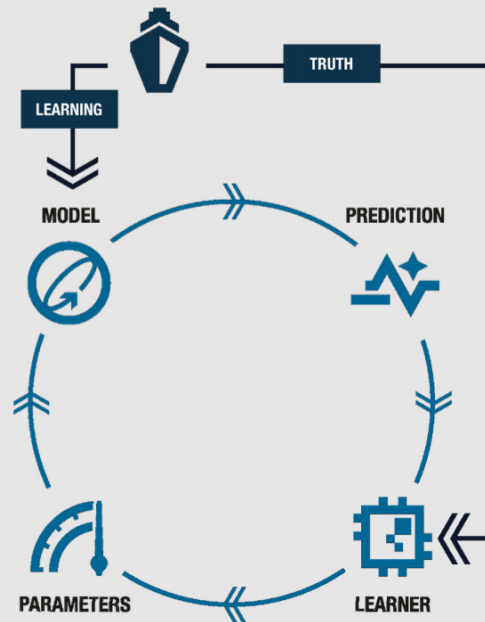 TRUTH
LEARNING
MODEL
PREDICTION
PARAMETERS
LEARNER